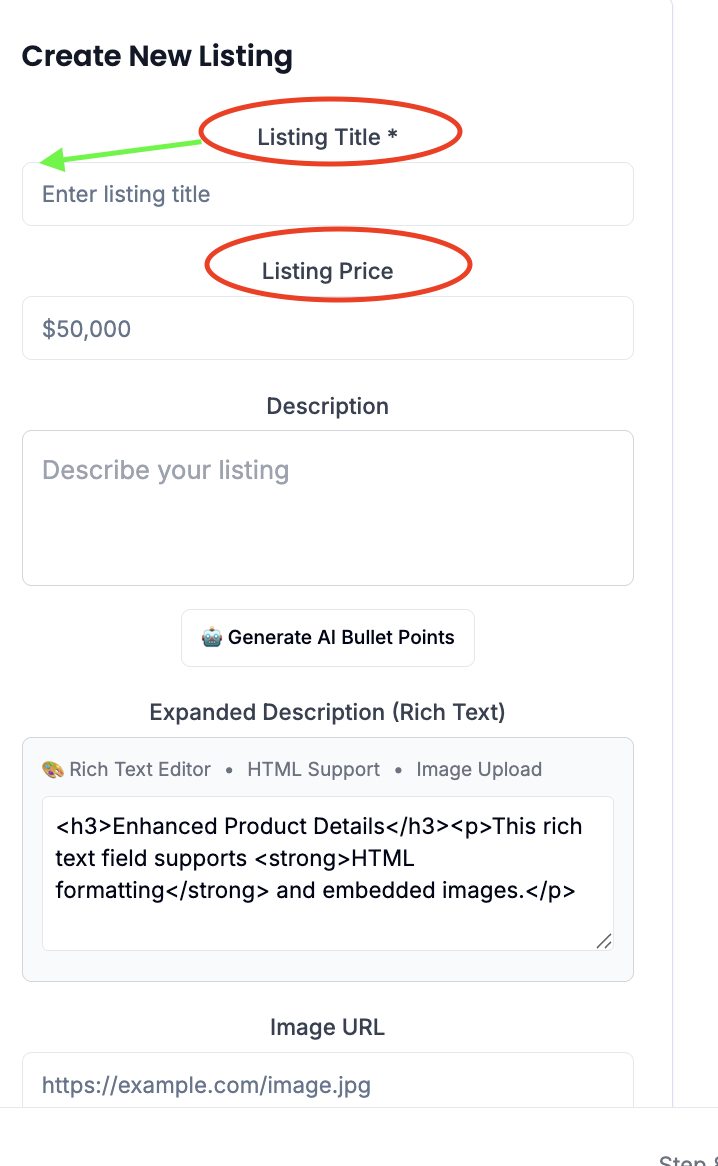 Create New Listing
Listing Title *
Enter listing title
Listing Price
$50,000
Description
Describe your listing
🤖 Generate AI Bullet Points
Expanded Description (Rich Text)
🎨 Rich Text Editor • HTML Support • Image Upload
<h3>Enhanced Product Details</h3><p>This rich
text field supports <strong>HTML
formatting</strong> and embedded images.</p>
Image URL
https://example.com/image.jpg
Step